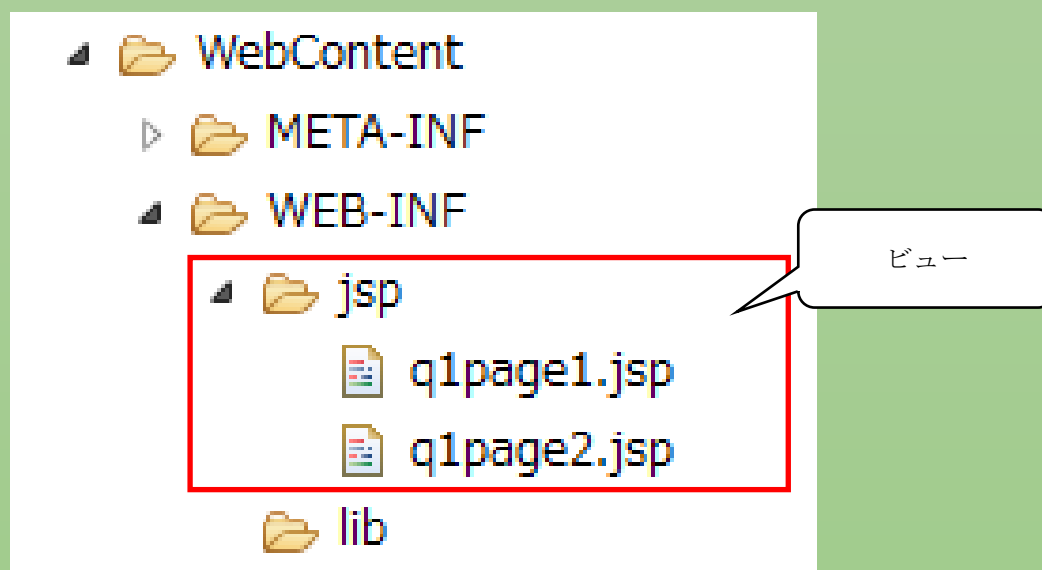 WebContent
META-INF
WEB-INF
ビュー
jsp
q1page1.jsp
q1page2.jsp
lib